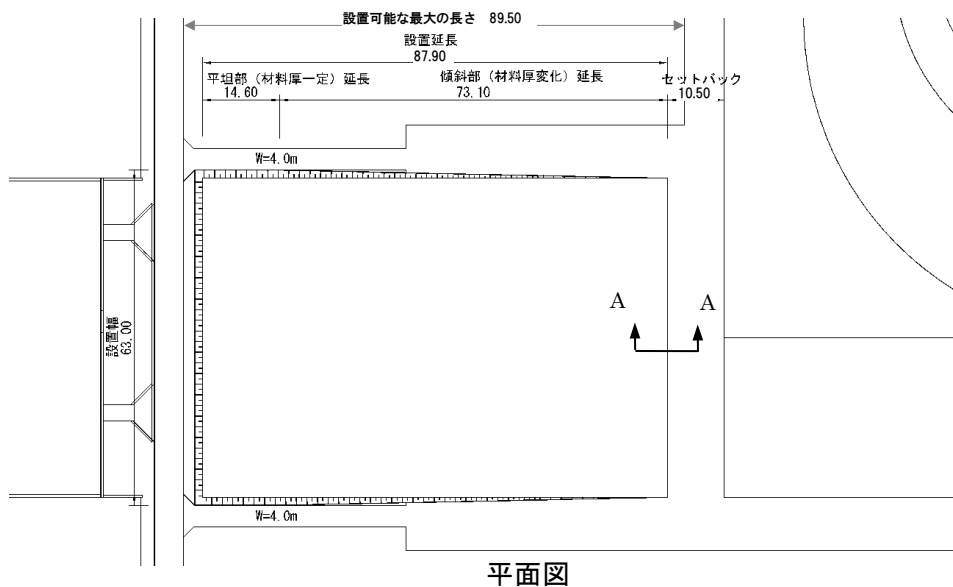 設置可能な最大の長さ 89.50
設置延長
87.90
平坦部（材料厚一定）延長
14.60
傾斜部（材料厚変化）延長
73.10
セットバック
10.50
W=4.0m
設置幅
63.00
A
A
W=4.0m
平面図